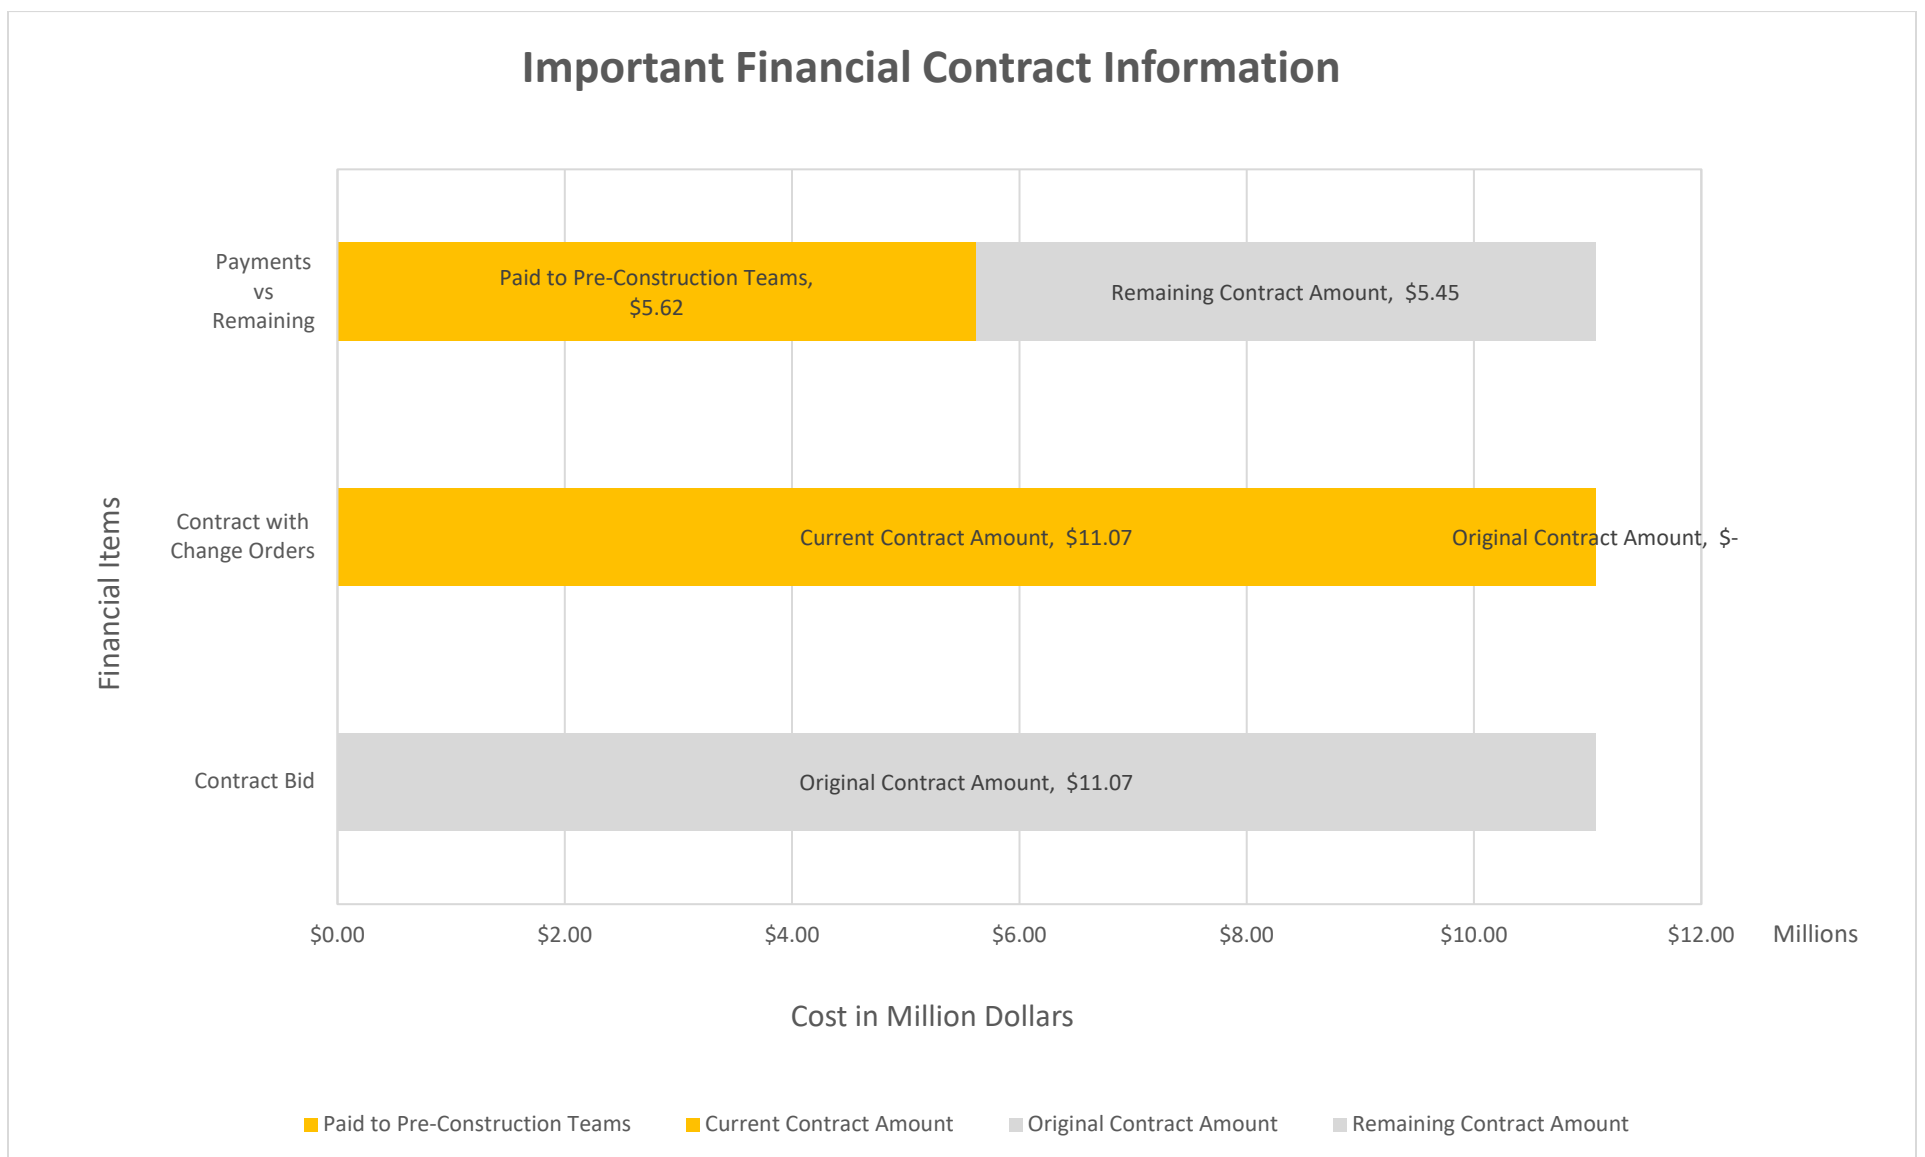 Important Financial Contract Information
Payments
vs
Remaining
Paid to Pre-Construction Teams,
$5.62
Remaining Contract Amount, $5.45
Financial Items
Contract with
Change Orders
Current Contract Amount, $11.07
Original Contract Amount, $-
Contract Bid
Original Contract Amount, $11.07
$0.00 $2.00 $4.00 $6.00 $8.00 $10.00 $12.00 Millions
Cost in Million Dollars
Paid to Pre-Construction Teams Current Contract Amount Original Contract Amount Remaining Contract Amount